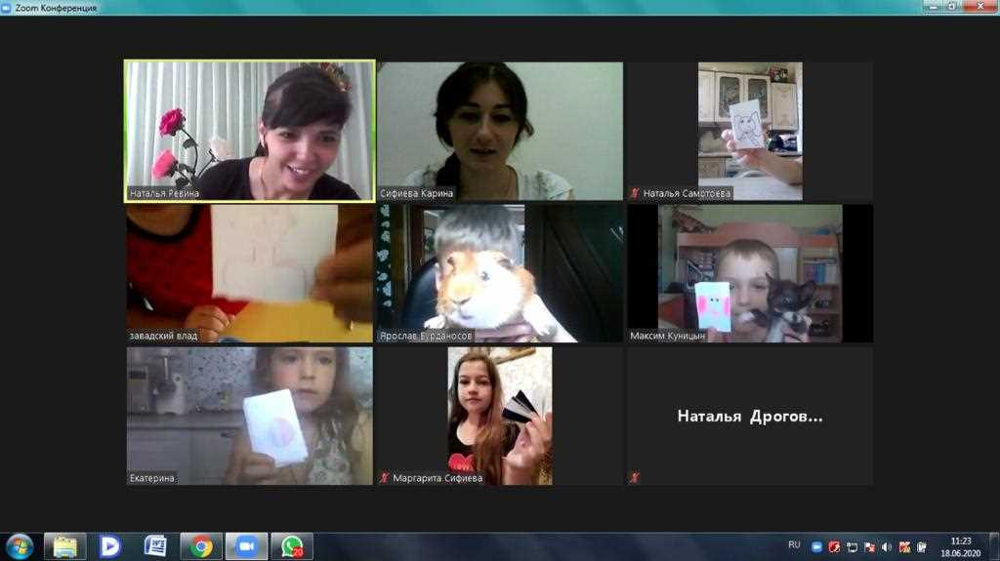 Zoom Конференция
Наталья Ревина
Сифиева Карина
Наталья Самотоева
завадский влад
Ярослав Бурданосов
Максим Куницын
Наталья Дрогов...
Екатерина
Маргарита Сифиева
RU
11:23
18.06.2020
20